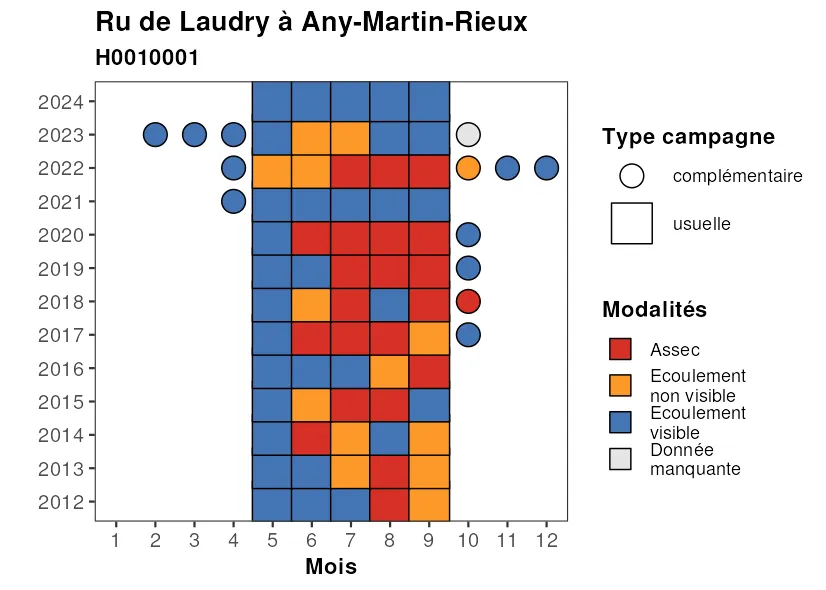 Ru de Laudry à Any-Martin-Rieux
H0010001
2024
2023
2022
2021
2020
2019
2018
2017
2016
2015
2014
2013
2012
1 2 3 4 5 6 7 8 9 10 11 12
Mois
Type campagne
complémentaire
usuelle
Modalités
Assec
Ecoulement
non visible
Ecoulement
visible
Donnée
manquante